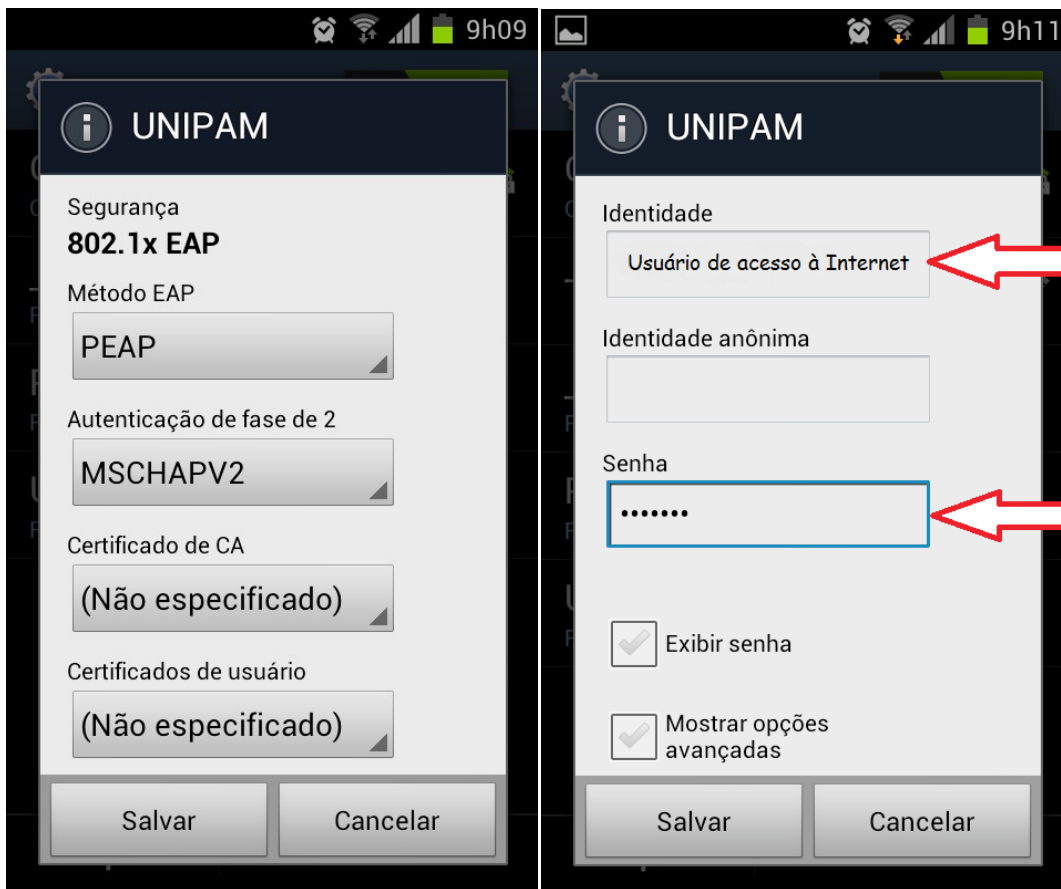 9h09
UNIPAM
Segurança
802.1x EAP
Método EAP
PEAP
Autenticação de fase de 2
MSCHAPV2
Certificado de CA
(Não especificado)
Certificados de usuário
(Não especificado)
Salvar Cancelar
9h11
UNIPAM
Identidade
Usuário de acesso à Internet
Identidade anônima
Senha
•••••••
Exibir senha
Mostrar opções
avançadas
Salvar Cancelar